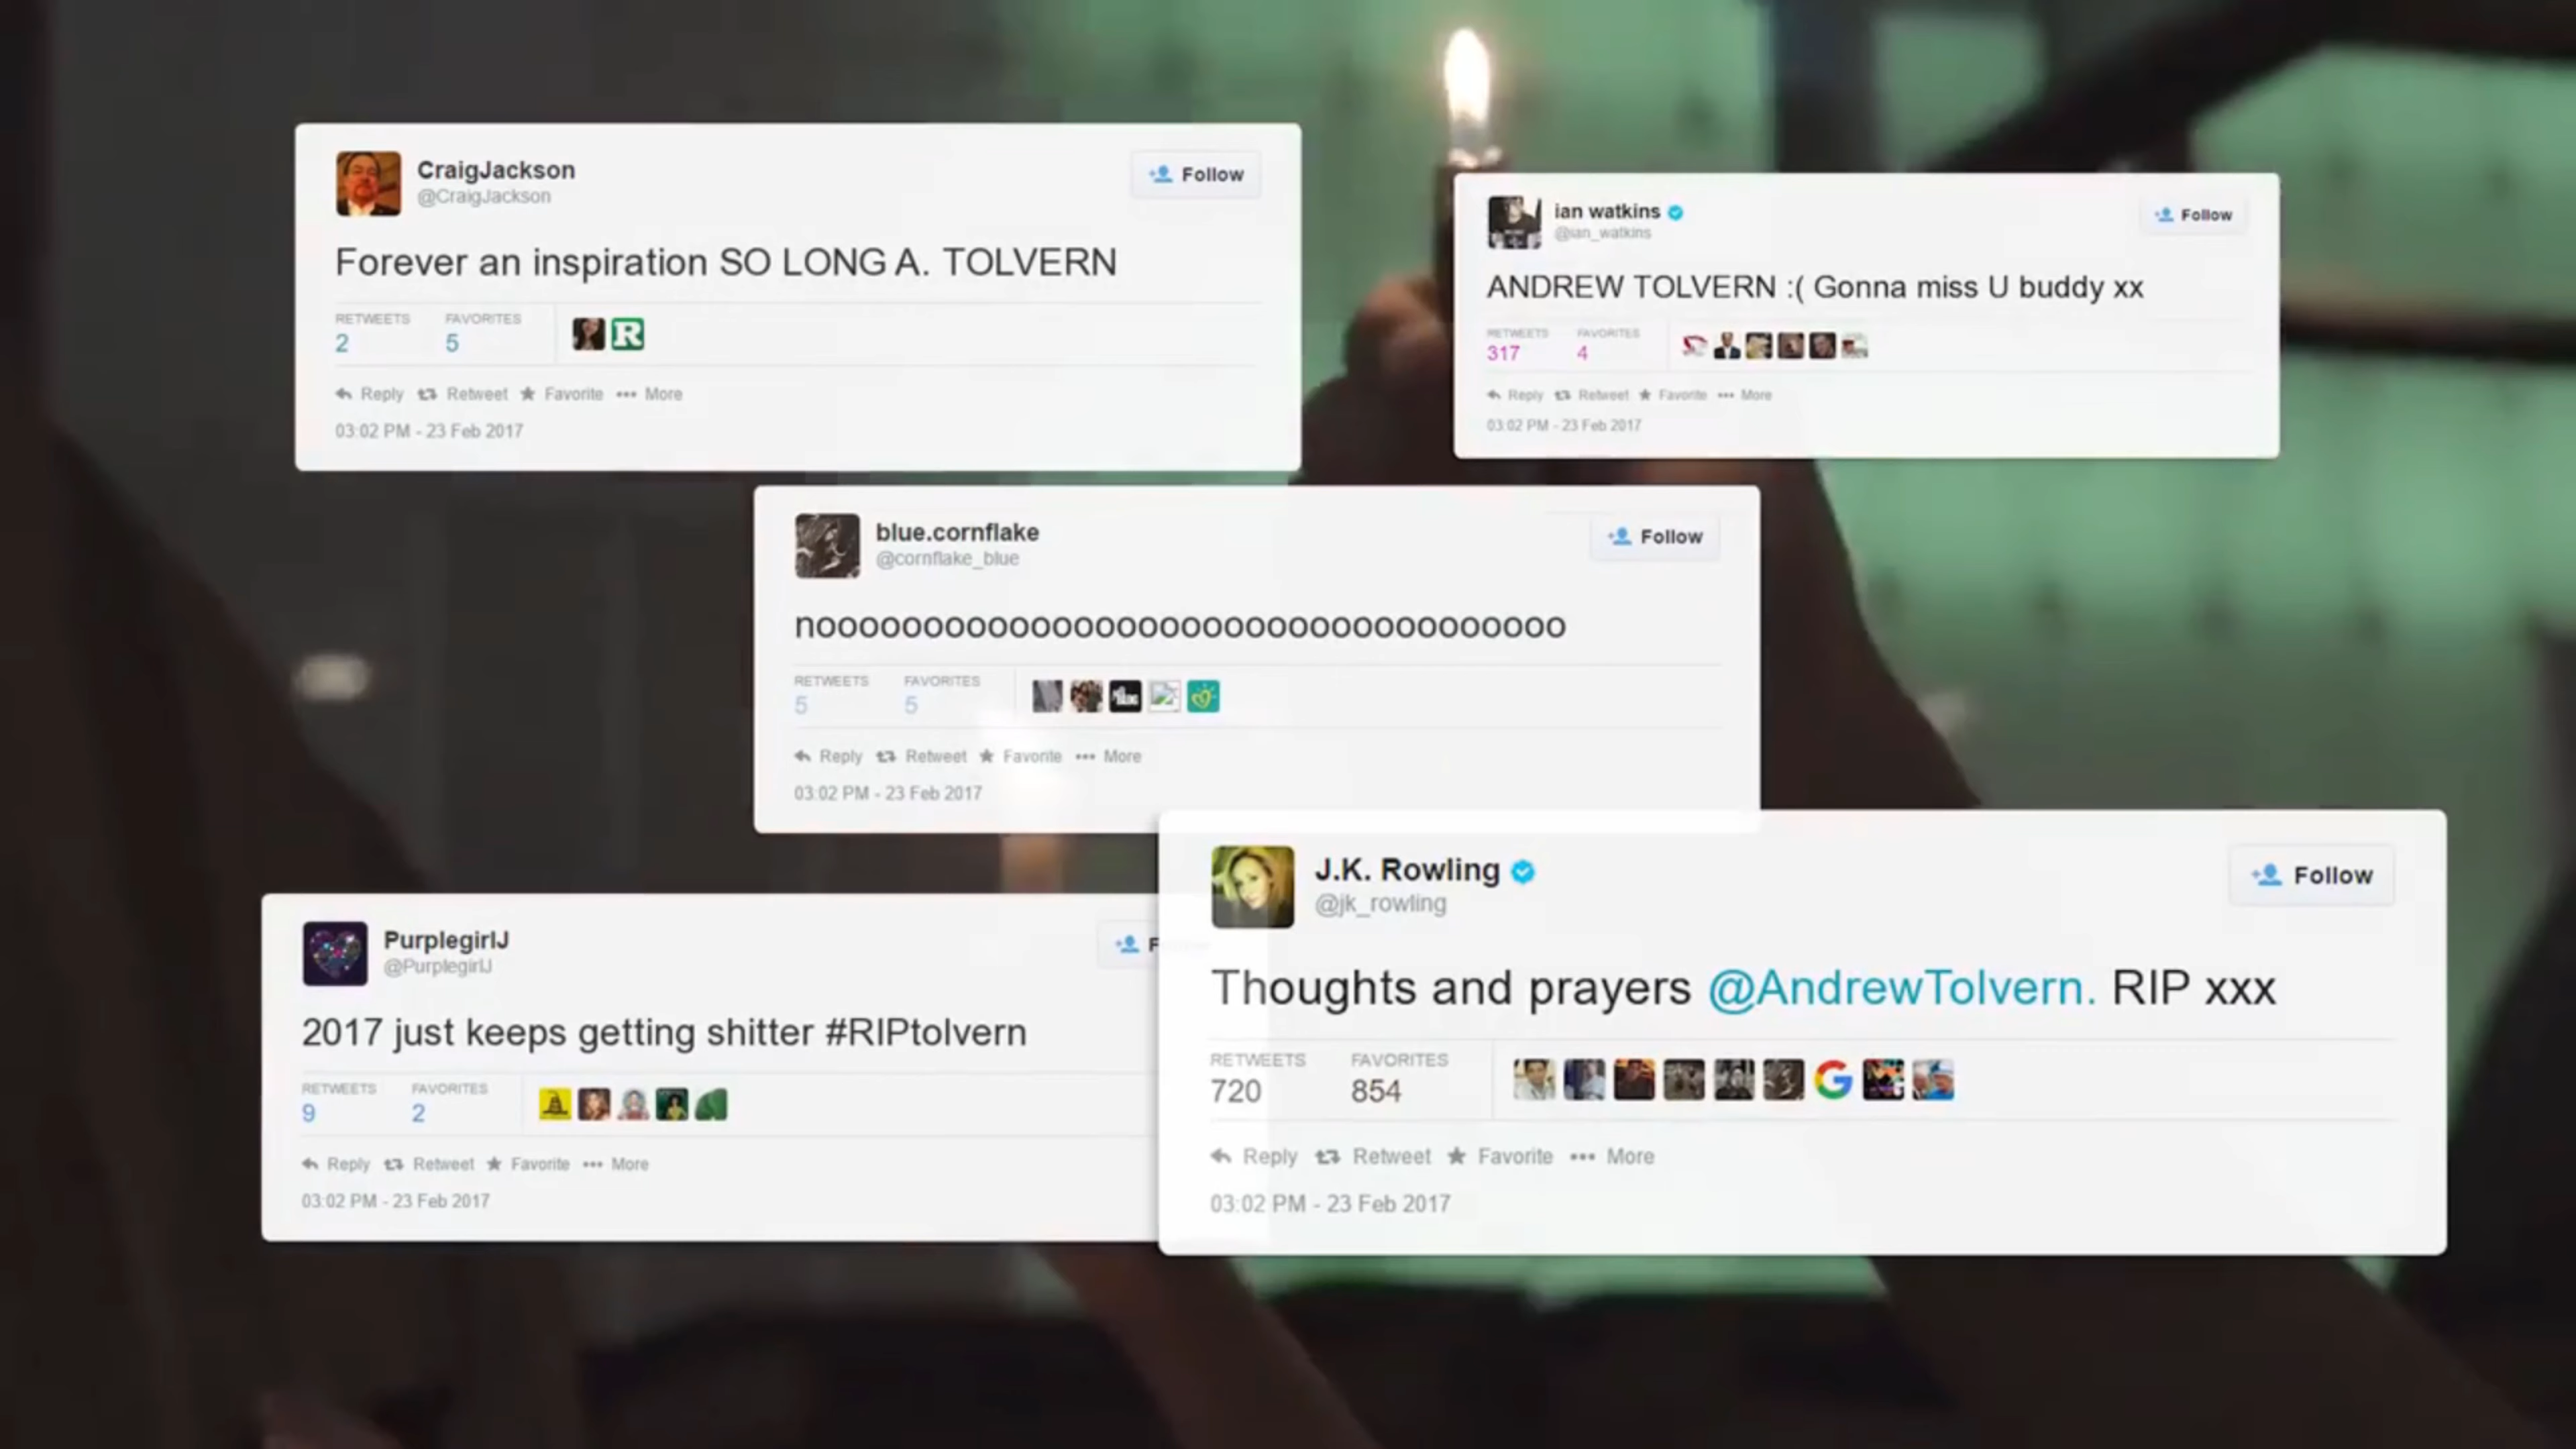 CraigJackson
@CraigJackson
Follow
Forever an inspiration SO LONG A. TOLVERN
RETWEETS FAVORITES
2 5
R
Reply Retweet Favorite More
03:02 PM - 23 Feb 2017
ian watkins
@ian_watkins
Follow
ANDREW TOLVERN :( Gonna miss U buddy xx
RETWEETS FAVORITES
317 4
Reply Retweet Favorite More
03:02 PM - 23 Feb 2017
blue.cornflake
@cornflake_blue
Follow
nooooooooooooooooooooooooooooooooooo
RETWEETS FAVORITES
5 5
Reply Retweet Favorite More
03:02 PM - 23 Feb 2017
PurplegirlJ
@PurplegirlJ
2017 just keeps getting shitter #RIPtolvern
RETWEETS FAVORITES
9 2
Reply Retweet Favorite More
03:02 PM - 23 Feb 2017
J.K. Rowling
@jk_rowling
Follow
Thoughts and prayers @AndrewTolvern. RIP xxx
RETWEETS FAVORITES
720 854
G
Reply Retweet Favorite More
03:02 PM - 23 Feb 2017